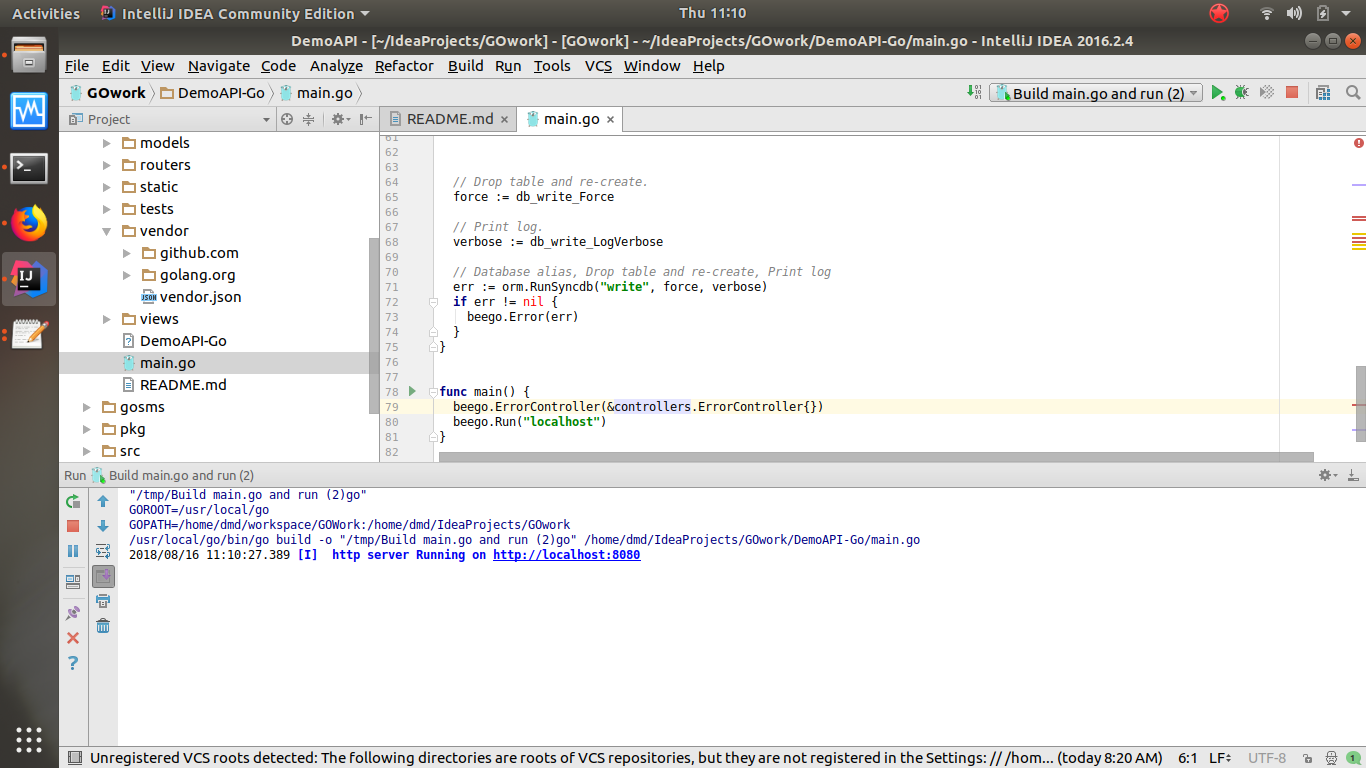 Activities IntelliJ IDEA Community Edition Thu 11:10
DemoAPI - [~/IdeaProjects/GOwork] - [GOwork] - ~/IdeaProjects/GOwork/DemoAPI-Go/main.go - IntelliJ IDEA 2016.2.4
File Edit View Navigate Code Analyze Refactor Build Run Tools VCS Window Help
GOwork DemoAPI-Go main.go Build main.go and run (2)
Project
README.md main.go
models
routers
static
tests
vendor
github.com
golang.org
vendor.json
views
DemoAPI-Go
main.go
README.md
gosms
pkg
src
61
62
63
64 // Drop table and re-create.
65 force := db_write_Force
66
67 // Print log.
68 verbose := db_write_LogVerbose
69
70 // Database alias, Drop table and re-create, Print log
71 err := orm.RunSyncdb("write", force, verbose)
72 if err != nil {
73 beego.Error(err)
74 }
75 }
76
77
78 func main() {
79 beego.ErrorController(&controllers.ErrorController{})
80 beego.Run("localhost")
81 }
82
Run Build main.go and run (2)
"/tmp/Build main.go and run (2)go"
GOROOT=/usr/local/go
GOPATH=/home/dmd/workspace/GOWork:/home/dmd/IdeaProjects/GOwork
/usr/local/go/bin/go build -o "/tmp/Build main.go and run (2)go" /home/dmd/IdeaProjects/GOwork/DemoAPI-Go/main.go
2018/08/16 11:10:27.389 [I] http server Running on http://localhost:8080
Unregistered VCS roots detected: The following directories are roots of VCS repositories, but they are not registered in the Settings: // /hom... (today 8:20 AM) 6:1 LF UTF-8 1